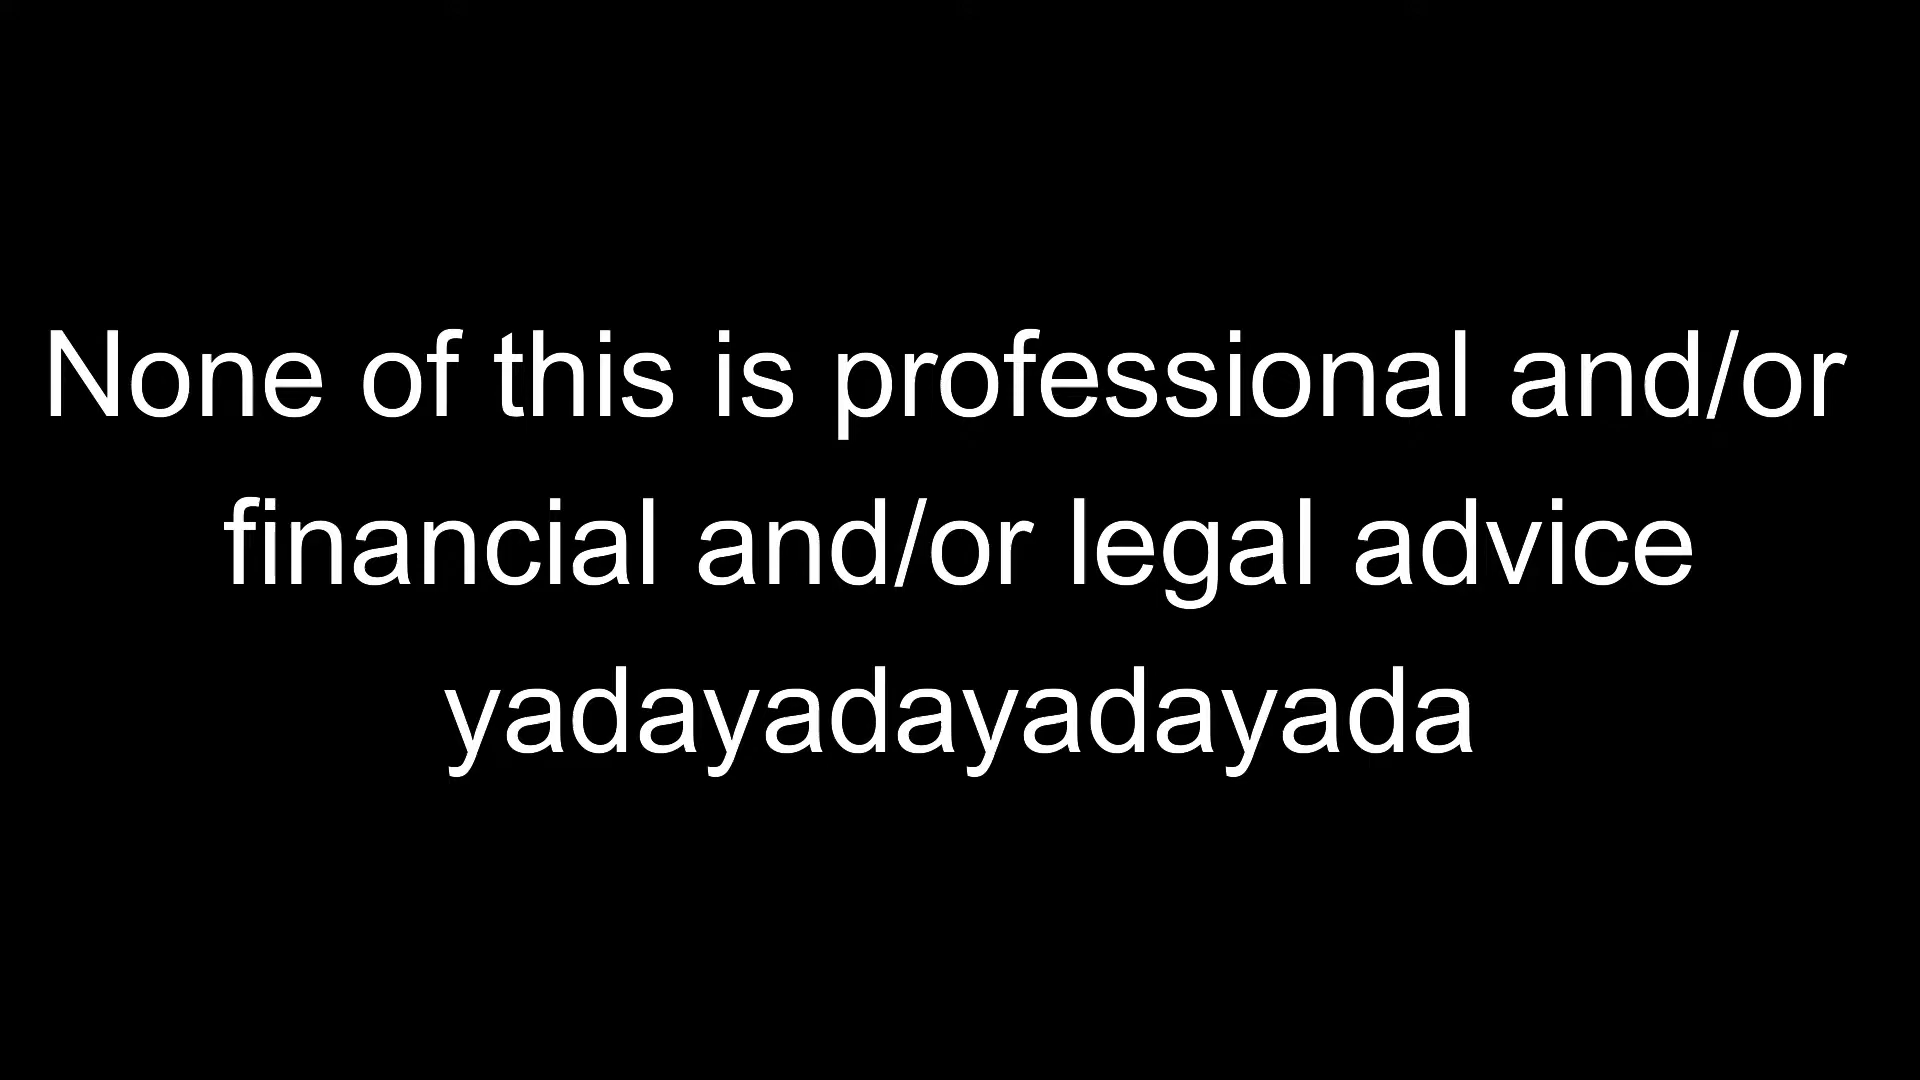 None of this is professional and/or
financial and/or legal advice
yadayadayadayada